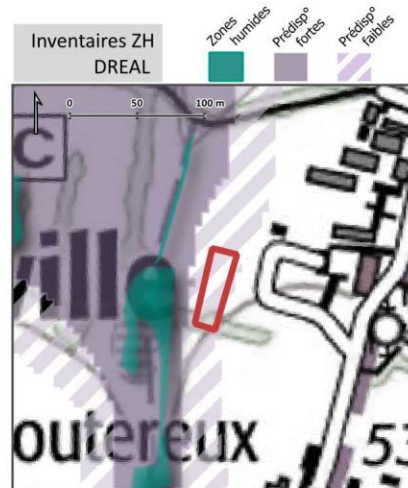 Inventaires ZH
DREAL
Zones
humides
Prédisp°
fortes
Prédisp°
faibles
0 50 100 m
C
ville
outereux
53